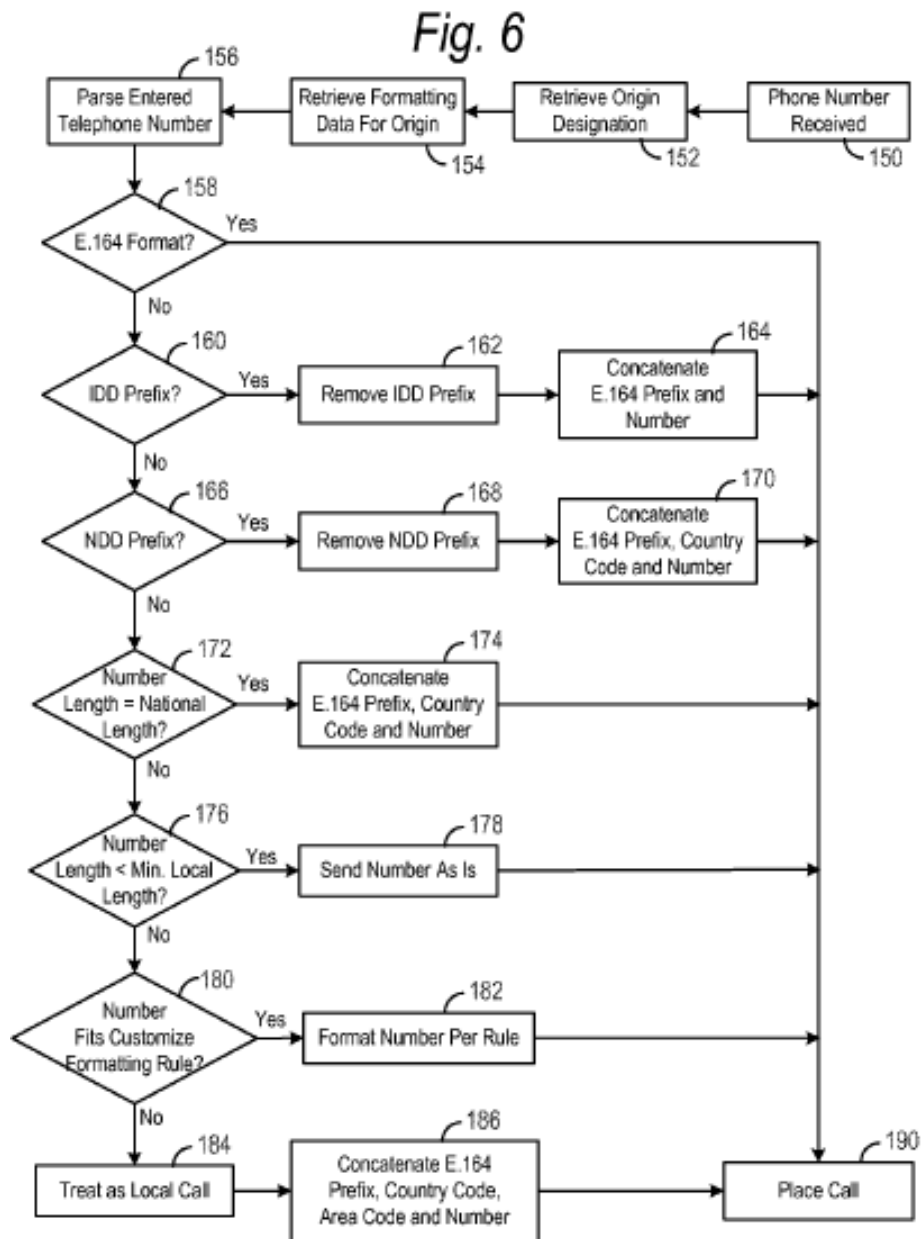 Fig. 6
156
Parse Entered
Telephone Number
Retrieve Formatting
Data For Origin
154
Retrieve Origin
Designation
152
Phone Number
Received
150
158
E.164 Format?
Yes
No
160
IDD Prefix?
Yes
No
162
Remove IDD Prefix
164
Concatenate
E.164 Prefix and
Number
166
NDD Prefix?
Yes
No
168
Remove NDD Prefix
170
Concatenate
E.164 Prefix, Country
Code and Number
172
Number
Length = National
Length?
Yes
No
174
Concatenate
E.164 Prefix, Country
Code and Number
176
Number
Length < Min. Local
Length?
Yes
No
178
Send Number As Is
180
Number
Fits Customize
Formatting Rule?
Yes
No
182
Format Number Per Rule
184
Treat as Local Call
186
Concatenate E.164
Prefix, Country Code,
Area Code and Number
190
Place Call